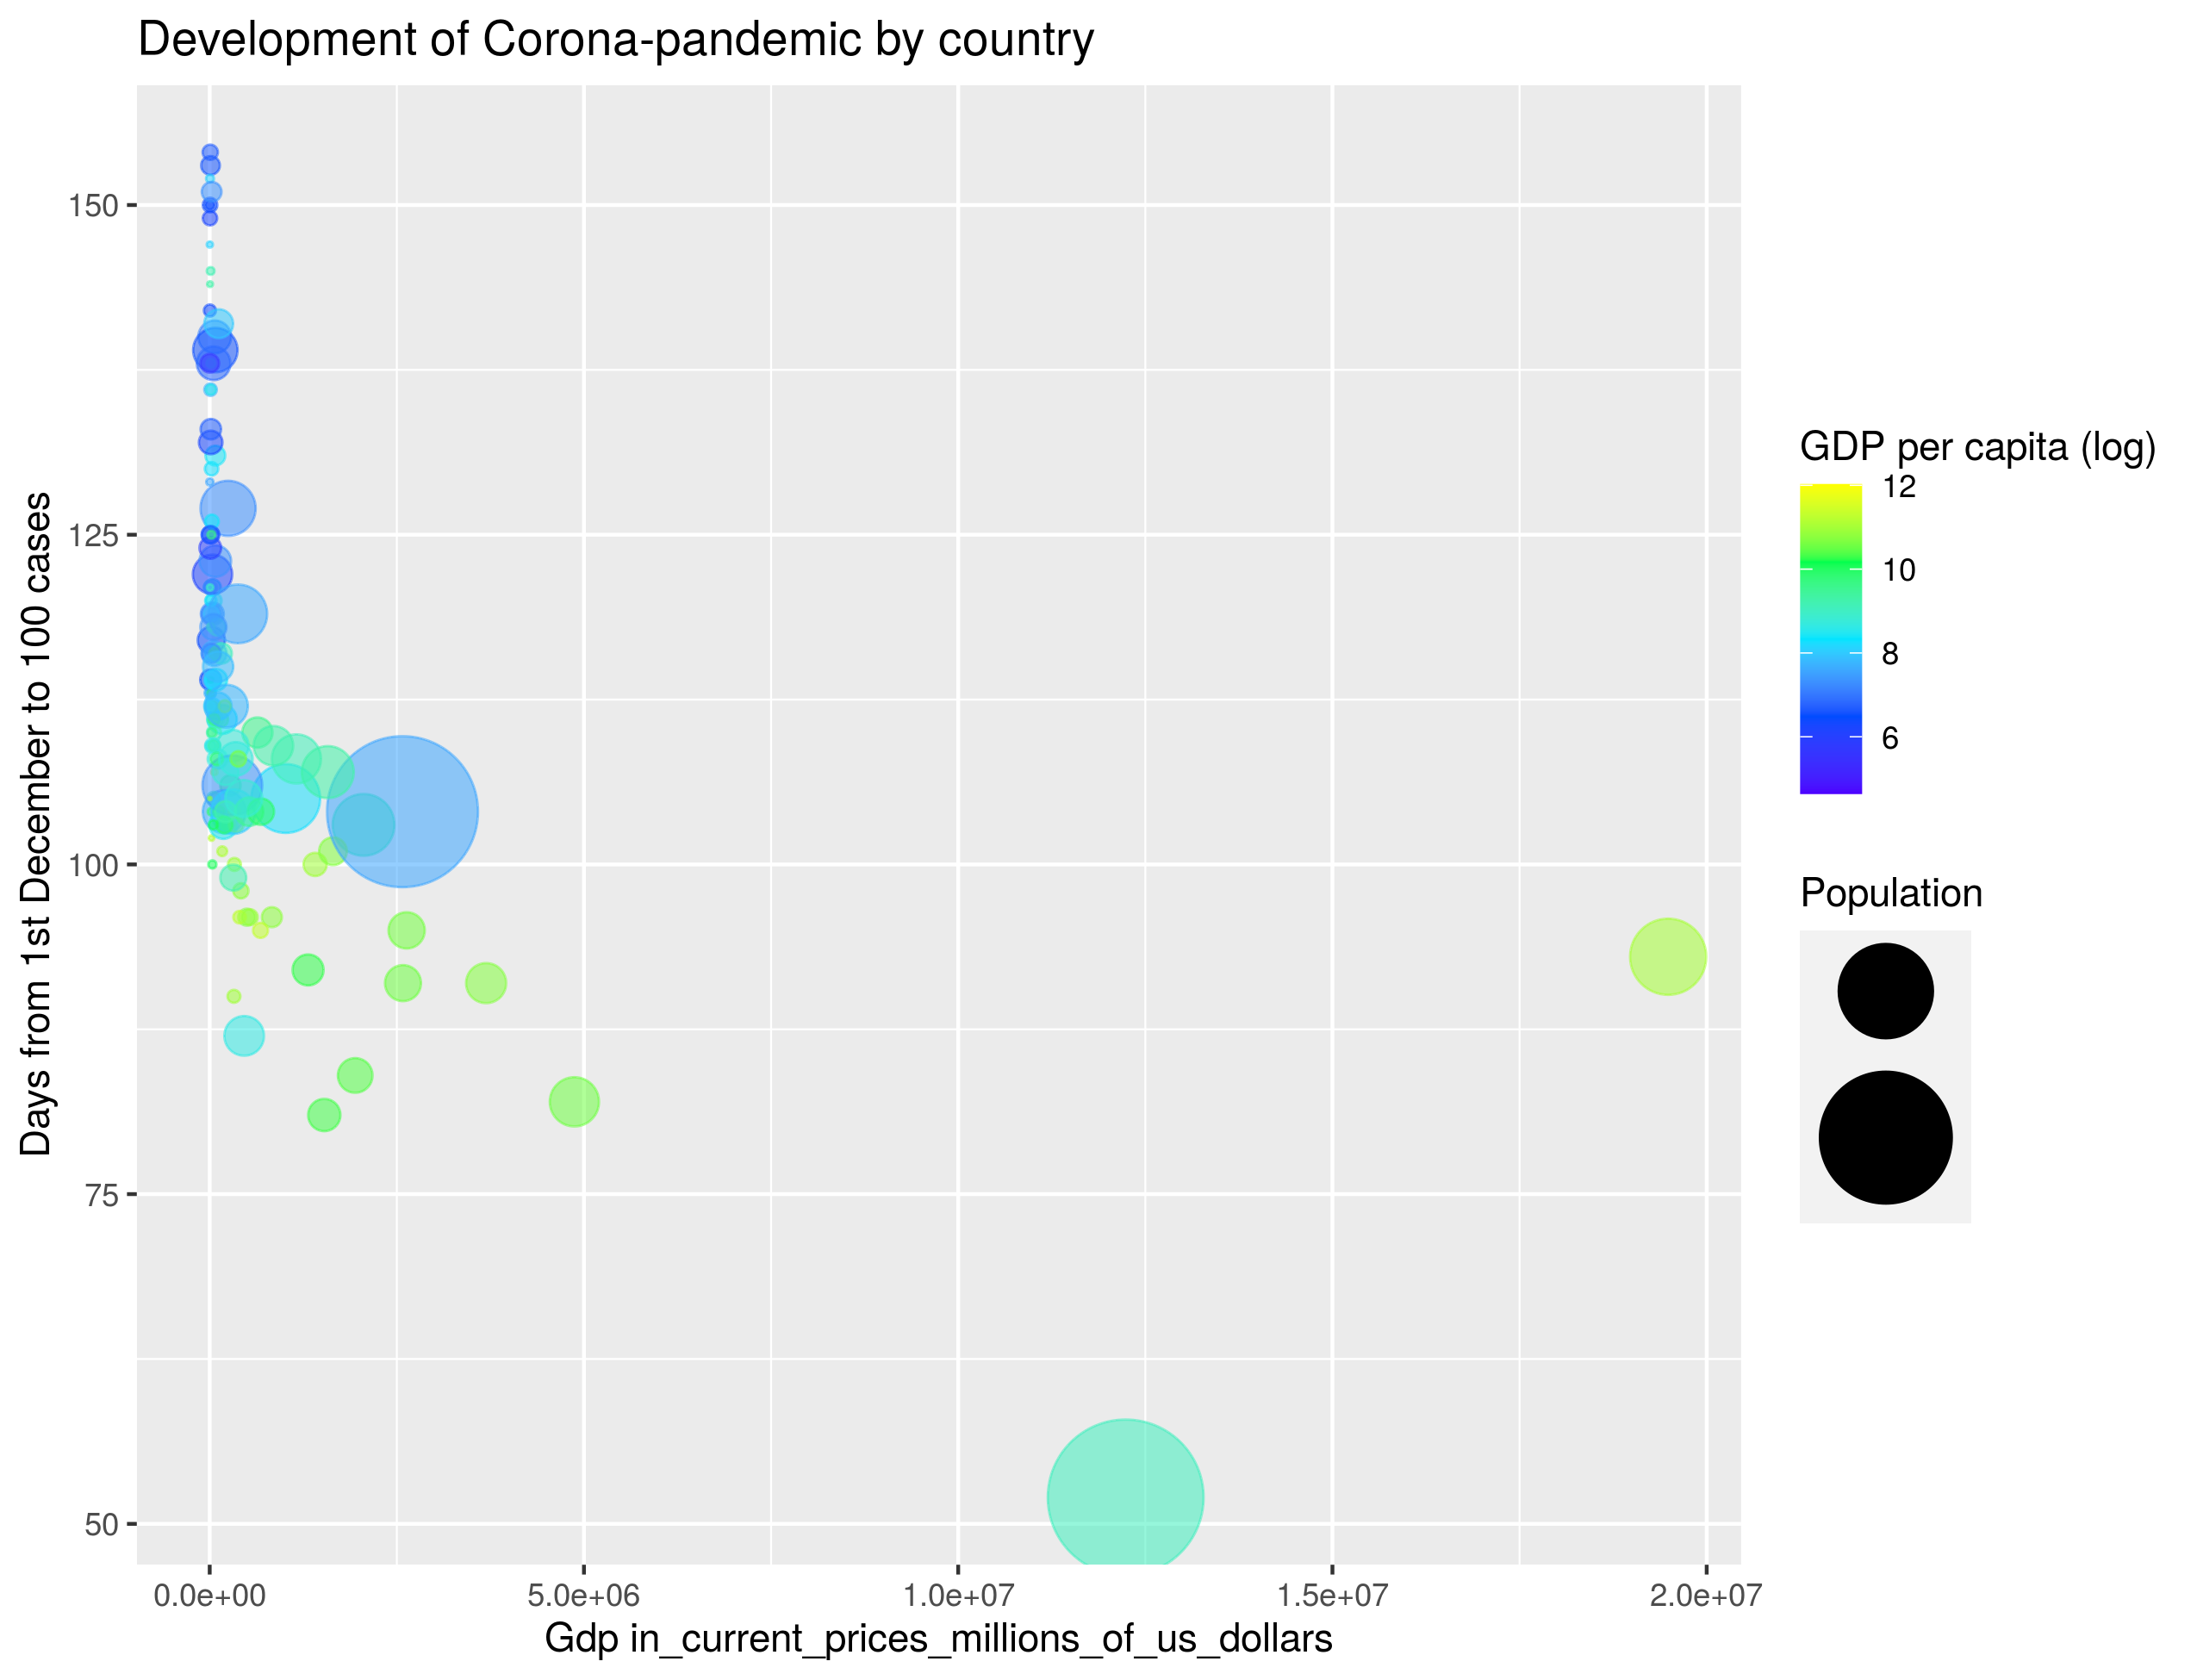 Development of Corona-pandemic by country
Days from 1st December to 100 cases
150
125
100
75
50
0.0e+00
5.0e+06
1.0e+07
1.5e+07
2.0e+07
Gdp in_current_prices_millions_of_us_dollars
GDP per capita (log)
12
10
8
6
Population